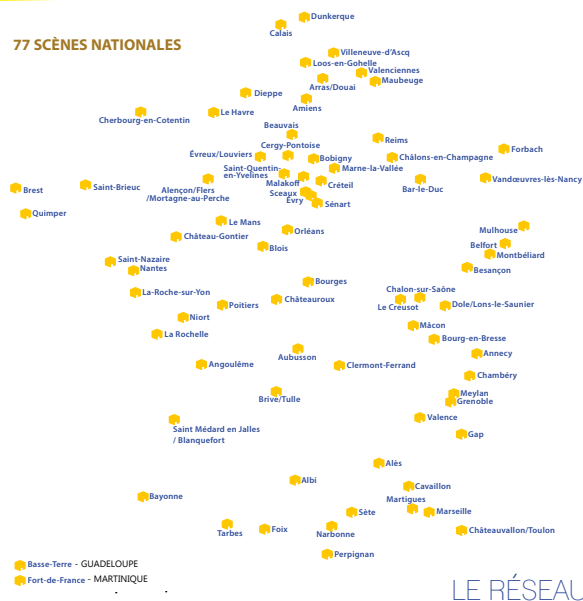 Dunkerque
Calais
77 SCÈNES NATIONALES
Villeneuve-d'Ascq
Loos-en-Gohelle
Valenciennes
Maubeuge
Arras/Douai
Dieppe
Amiens
Le Havre
Cherbourg-en-Cotentin
Beauvais
Reims
Cergy-Pontoise
Forbach
Évreux/Louviers
Bobigny
Châlons-en-Champagne
Saint-Quentin-
en-Yvelines
Marne-la-Vallée
Vandœuvres-lès-Nancy
Malakoff
Créteil
Saint-Brieuc
Brest
Alençon/Flers
/Mortagne-au-Perche
Bar-le-Duc
Sceaux
Évry
Sénart
Quimper
Le Mans
Orléans
Mulhouse
Château-Gontier
Belfort
Blois
Montbéliard
Saint-Nazaire
Nantes
Besançon
Bourges
Chalon-sur-Saône
La-Roche-sur-Yon
Châteauroux
Poitiers
Le Creusot
Dole/Lons-le-Saunier
Niort
Mâcon
La Rochelle
Bourg-en-Bresse
Aubusson
Annecy
Angoulême
Clermont-Ferrand
Chambéry
Meylan
Brive/Tulle
Grenoble
Valence
Saint Médard en Jalles
/ Blanquefort
Gap
Alès
Albi
Cavaillon
Bayonne
Martigues
Sète
Marseille
Tarbes
Foix
Narbonne
Châteauvallon/Toulon
Perpignan
Basse-Terre - GUADELOUPE
Fort-de-France - MARTINIQUE
LE RÉSEAU